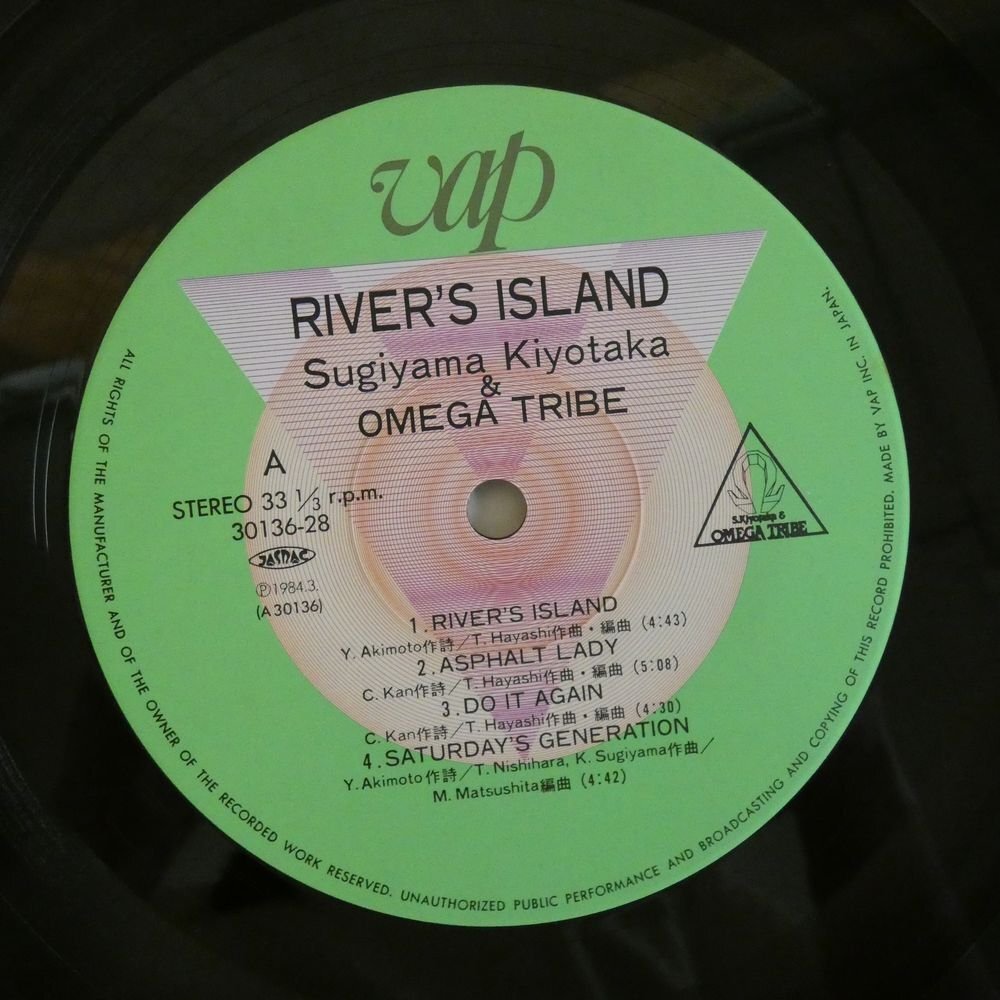 vap
RIVER'S ISLAND
Sugiyama Kiyotaka
&
OMEGA TRIBE
A
STEREO 33 1/3 r.p.m.
30136-28
JASRAC
Ⓟ1984.3.
(A 30136)
S.Kiyotaka &
OMEGA TRIBE
1. RIVER'S ISLAND
Y. Akimoto作詩／T. Hayashi作曲・編曲 (4:43)
2. ASPHALT LADY
C. Kan作詩／T. Hayashi作曲・編曲 (5:08)
3. DO IT AGAIN
C. Kan作詩／T. Hayashi作曲・編曲 (4:30)
4. SATURDAY'S GENERATION
Y. Akimoto作詩／T. Nishihara, K. Sugiyama作曲／
M. Matsushita編曲 (4:42)
ALL RIGHTS OF THE MANUFACTURER AND OF THE OWNER OF THE RECORDED WORK RESERVED. UNAUTHORIZED PUBLIC PERFORMANCE AND BROADCASTING AND COPYING OF THIS RECORD PROHIBITED. MADE BY VAP INC. IN JAPAN.